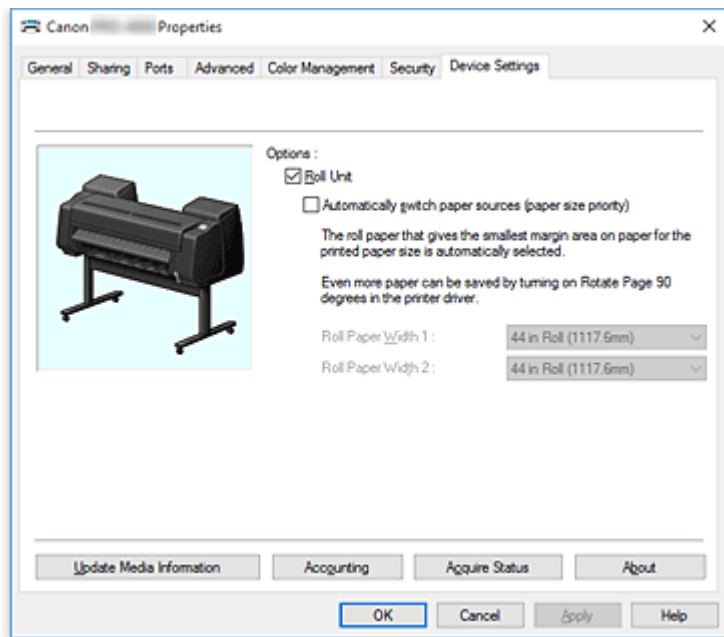 Canon Properties
General Sharing Ports Advanced Color Management Security Device Settings
Options :
Roll Unit
Automatically switch paper sources (paper size priority)
The roll paper that gives the smallest margin area on paper for the
printed paper size is automatically selected.
Even more paper can be saved by turning on Rotate Page 90
degrees in the printer driver.
Roll Paper Width 1 : 44 in Roll (1117.6mm)
Roll Paper Width 2 : 44 in Roll (1117.6mm)
Update Media Information Accounting Acquire Status About
OK Cancel Apply Help